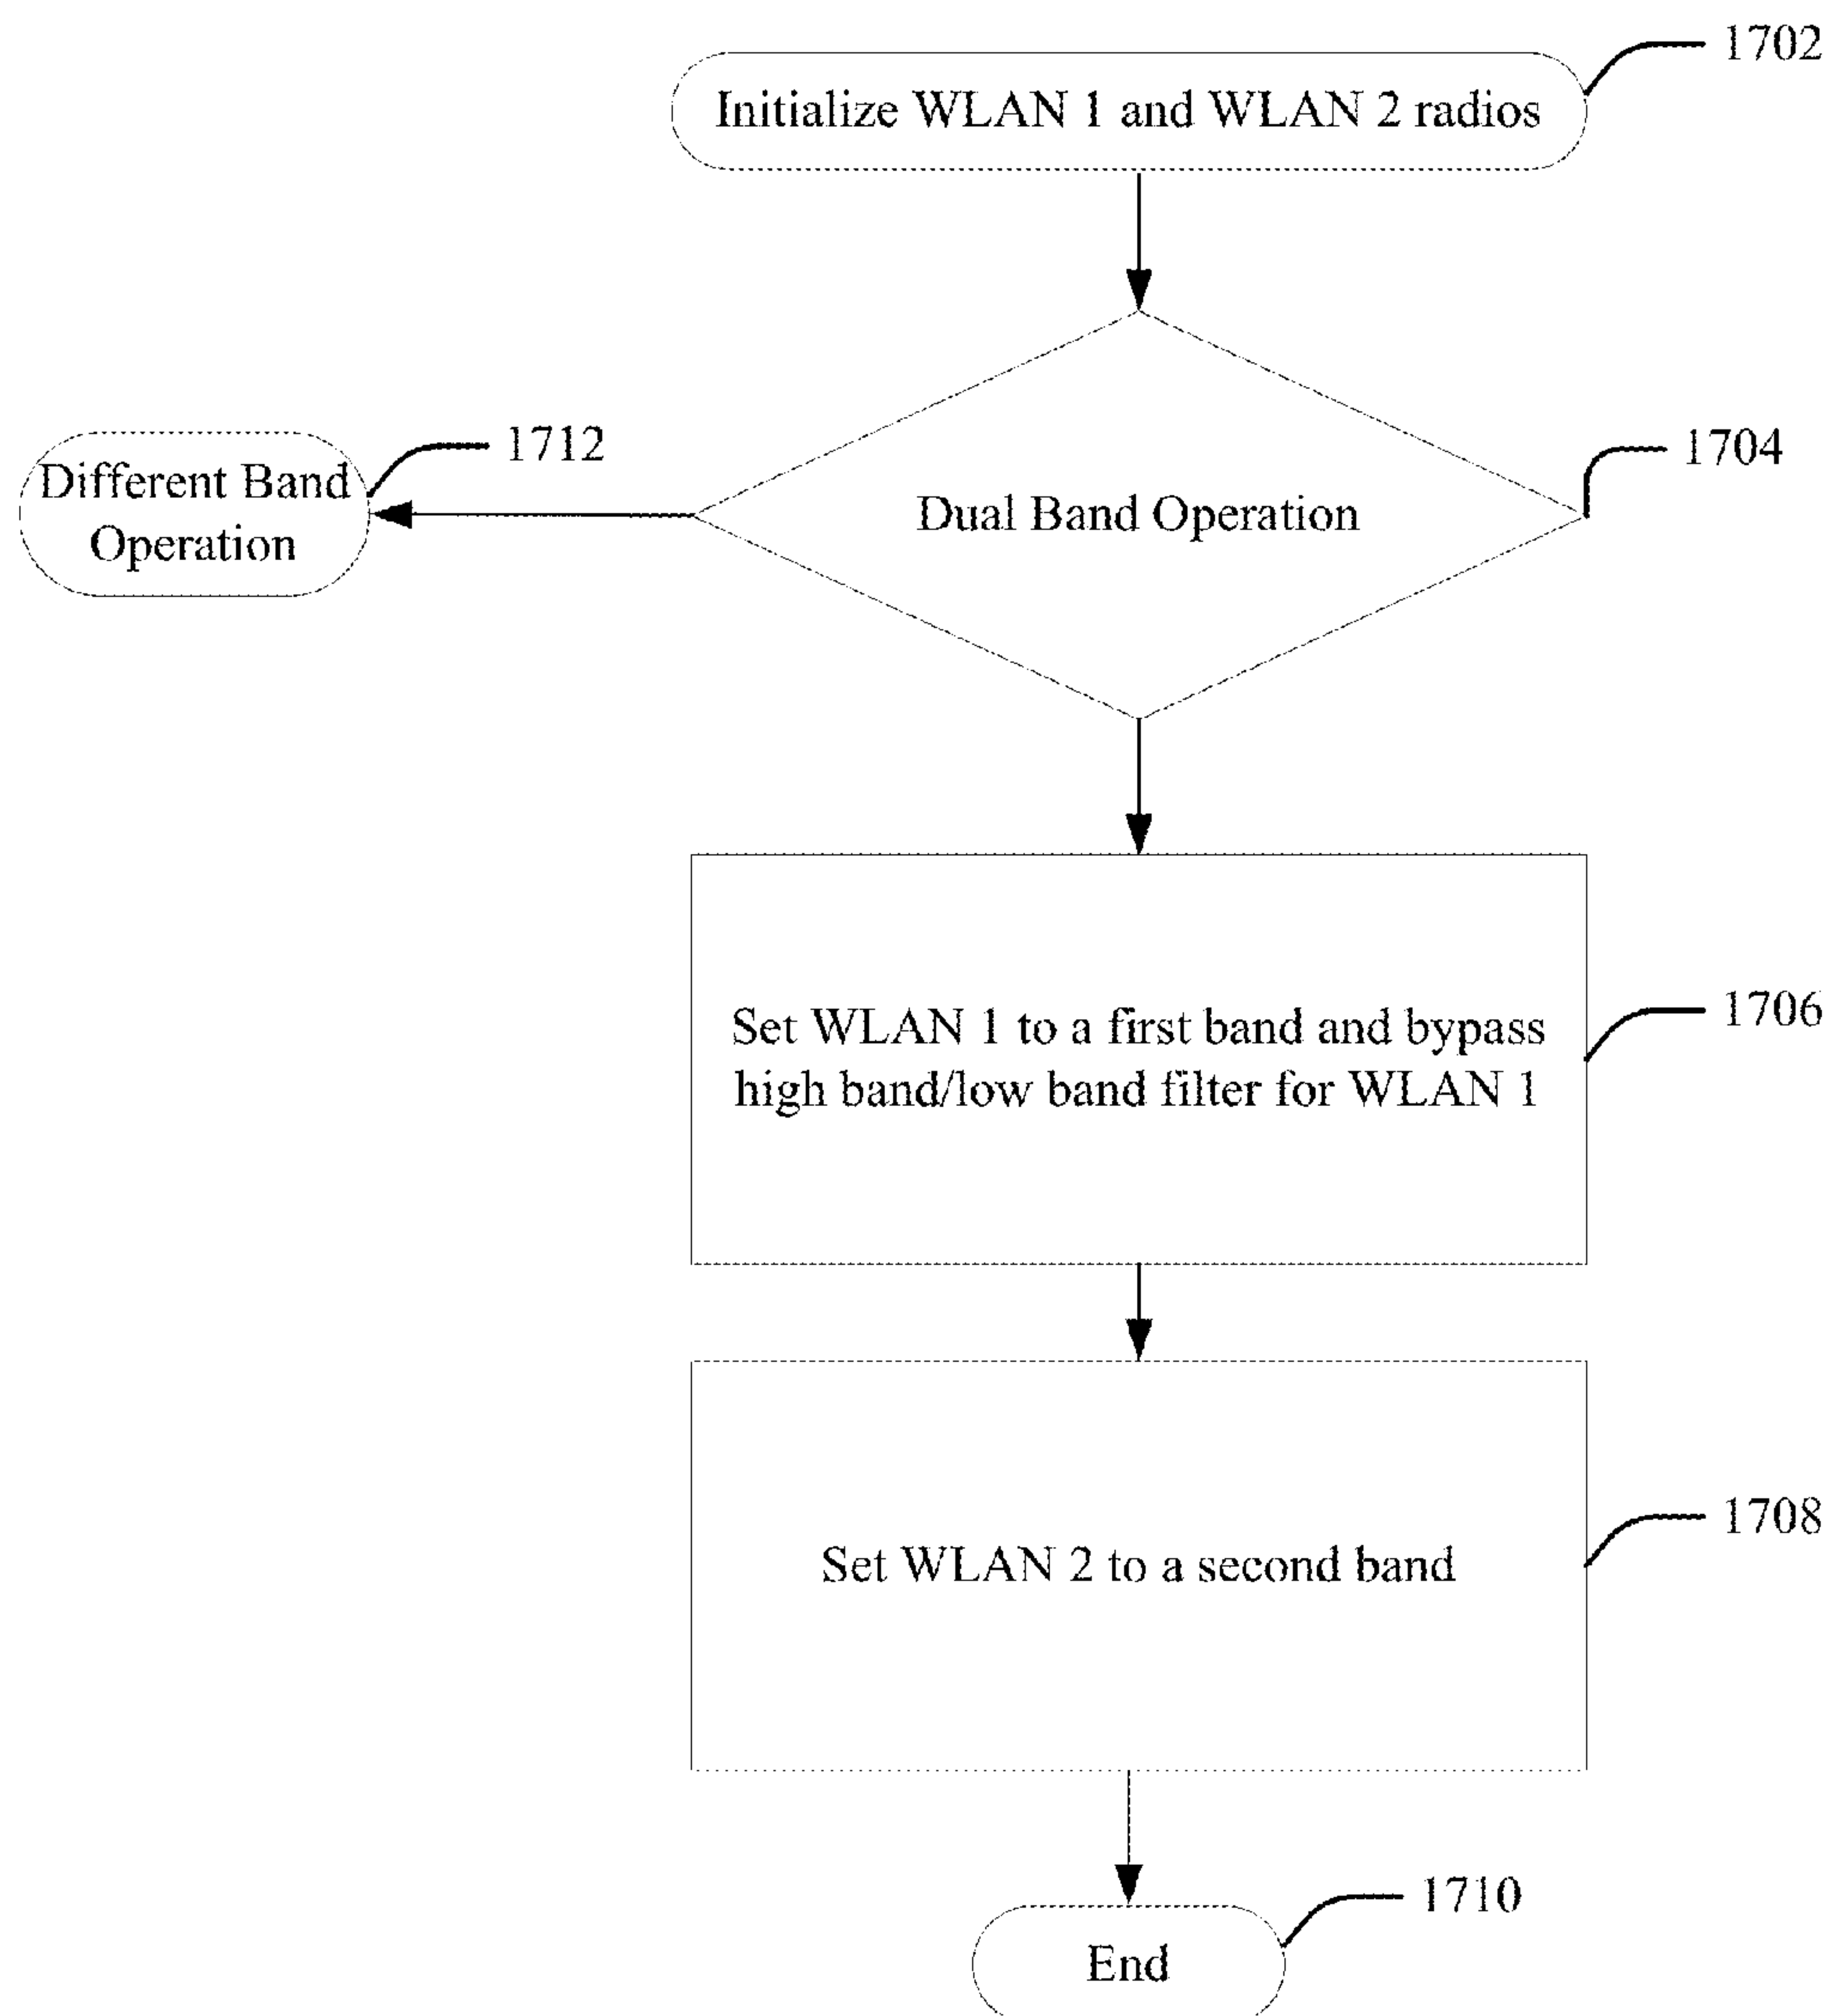 1702
Initialize WLAN 1 and WLAN 2 radios
1712
Different Band
Operation
1704
Dual Band Operation
1706
Set WLAN 1 to a first band and bypass
high band/low band filter for WLAN 1
1708
Set WLAN 2 to a second band
1710
End